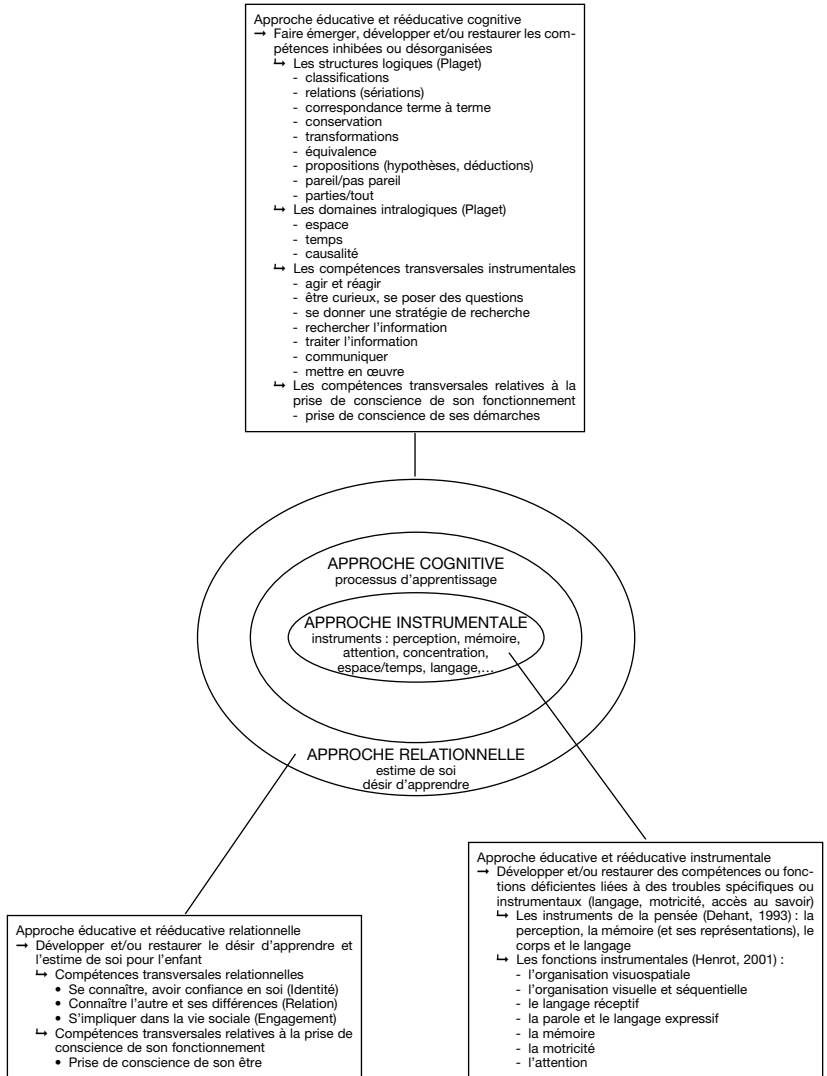 Approche éducative et rééducative cognitive
→ Faire émerger, développer et/ou restaurer les com-
pétences inhibées ou désorganisées
↳ Les structures logiques (Plaget)
- classifications
- relations (sériations)
- correspondance terme à terme
- conservation
- transformations
- équivalence
- propositions (hypothèses, déductions)
- pareil/pas pareil
- parties/tout
↳ Les domaines intralogiques (Plaget)
- espace
- temps
- causalité
↳ Les compétences transversales instrumentales
- agir et réagir
- être curieux, se poser des questions
- se donner une stratégie de recherche
- rechercher l'information
- traiter l'information
- communiquer
- mettre en œuvre
↳ Les compétences transversales relatives à la
prise de conscience de son fonctionnement
- prise de conscience de ses démarches
APPROCHE COGNITIVE
processus d'apprentissage
APPROCHE INSTRUMENTALE
instruments : perception, mémoire,
attention, concentration,
espace/temps, langage,...
APPROCHE RELATIONNELLE
estime de soi
désir d'apprendre
Approche éducative et rééducative relationnelle
→ Développer et/ou restaurer le désir d'apprendre et
l'estime de soi pour l'enfant
↳ Compétences transversales relationnelles
• Se connaître, avoir confiance en soi (Identité)
• Connaître l'autre et ses différences (Relation)
• S'impliquer dans la vie sociale (Engagement)
↳ Compétences transversales relatives à la prise de
conscience de son fonctionnement
• Prise de conscience de son être
Approche éducative et rééducative instrumentale
→ Développer et/ou restaurer des compétences ou fonc-
tions déficientes liées à des troubles spécifiques ou
instrumentaux (langage, motricité, accès au savoir)
↳ Les instruments de la pensée (Dehant, 1993) : la
perception, la mémoire (et ses représentations), le
corps et le langage
↳ Les fonctions instrumentales (Henrot, 2001) :
- l'organisation visuospatiale
- l'organisation visuelle et séquentielle
- le langage réceptif
- la parole et le langage expressif
- la mémoire
- la motricité
- l'attention